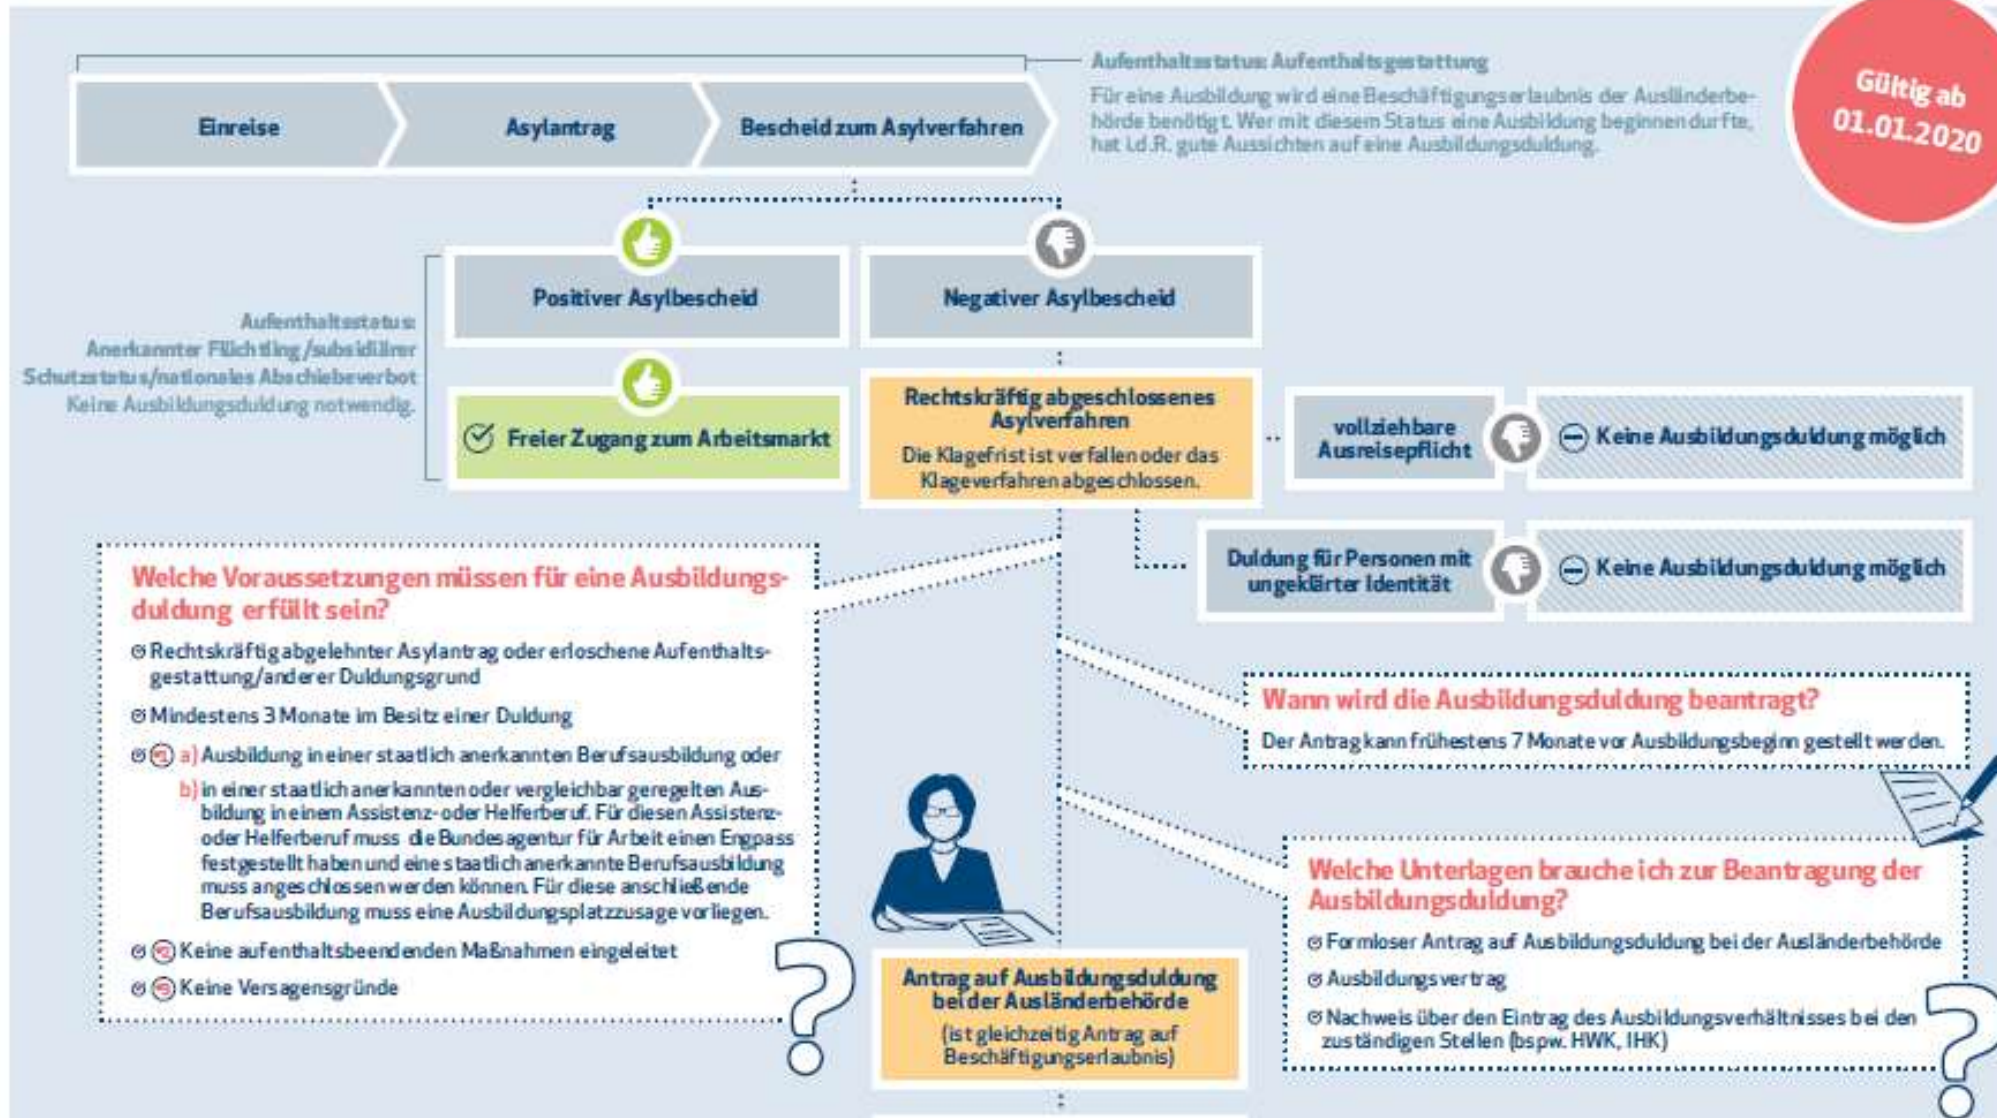 Gültig ab
01.01.2020
Einreise
Asylantrag
Bescheid zum Asylverfahren
Aufenthaltsstatus: Aufenthaltsgestattung
Für eine Ausbildung wird eine Beschäftigungserlaubnis der Ausländerbe-
hörde benötigt. Wer mit diesem Status eine Ausbildung beginnen durfte,
hat i.d.R. gute Aussichten auf eine Ausbildungsduldung.
Positiver Asylbescheid
Negativer Asylbescheid
Aufenthaltsstatus:
Anerkannter Flüchtling/subsidiärer
Schutzstatus/nationales Abschiebeverbot
Keine Ausbildungsduldung notwendig.
Freier Zugang zum Arbeitsmarkt
Rechtskräftig abgeschlossenes
Asylverfahren
Die Klagefrist ist verfallen oder das
Klageverfahren abgeschlossen.
vollziehbare
Ausreisepflicht
Keine Ausbildungsduldung möglich
Duldung für Personen mit
ungeklärter Identität
Keine Ausbildungsduldung möglich
Welche Voraussetzungen müssen für eine Ausbildungs-
duldung erfüllt sein?
Rechtskräftig abgelehnter Asylantrag oder erloschene Aufenthalts-
gestattung/anderer Duldungsgrund
Mindestens 3 Monate im Besitz einer Duldung
a) Ausbildung in einer staatlich anerkannten Berufsausbildung oder
b) in einer staatlich anerkannten oder vergleichbar geregelten Aus-
bildung in einem Assistenz- oder Helferberuf. Für diesen Assistenz-
oder Helferberuf muss die Bundesagentur für Arbeit einen Engpass
festgestellt haben und eine staatlich anerkannte Berufsausbildung
muss angeschlossen werden können. Für diese anschließende
Berufsausbildung muss eine Ausbildungsplatzzusage vorliegen.
Keine aufenthaltsbeendenden Maßnahmen eingeleitet
Keine Versagensgründe
Wann wird die Ausbildungsduldung beantragt?
Der Antrag kann frühestens 7 Monate vor Ausbildungsbeginn gestellt werden.
Welche Unterlagen brauche ich zur Beantragung der
Ausbildungsduldung?
Formloser Antrag auf Ausbildungsduldung bei der Ausländerbehörde
Ausbildungsvertrag
Nachweis über den Eintrag des Ausbildungsverhältnisses bei den
zuständigen Stellen (bspw. HWK, IHK)
Antrag auf Ausbildungsduldung
bei der Ausländerbehörde
(ist gleichzeitig Antrag auf
Beschäftigungserlaubnis)
?
?